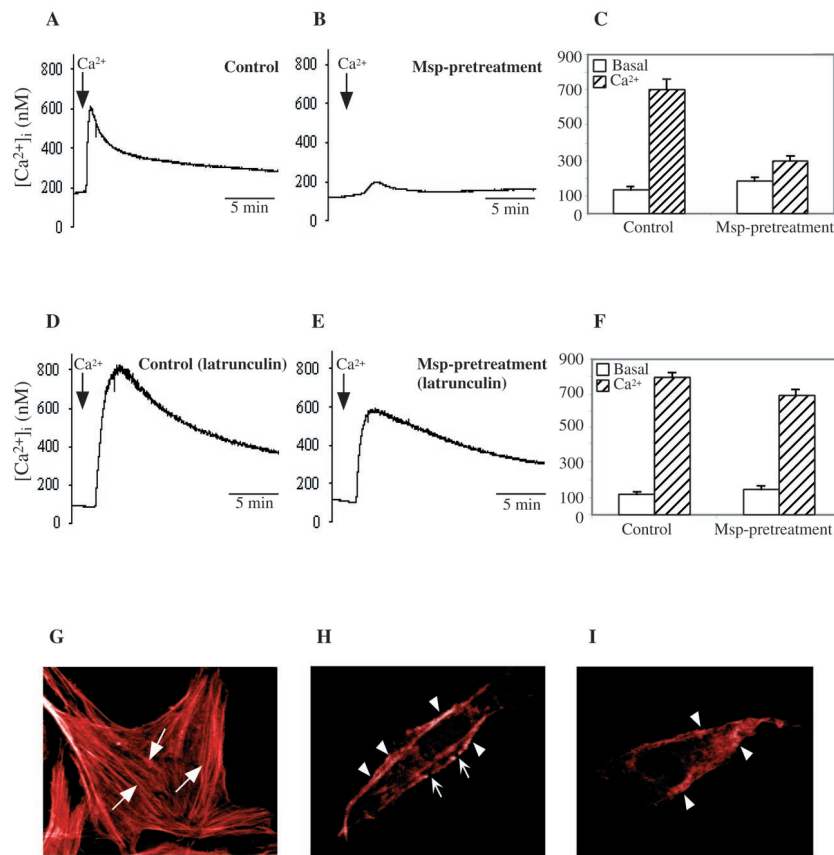 A
B
C
Ca²⁺
Control
Ca²⁺
Msp-pretreatment
[Ca²⁺]ᵢ (nM)
800
600
400
200
0
5 min
800
600
400
200
0
5 min
900
700
300
100
0
Basal
Ca²⁺
Control
Msp-pretreatment
D
E
F
Ca²⁺
Control (latrunculin)
Ca²⁺
Msp-pretreatment
(latrunculin)
[Ca²⁺]ᵢ (nM)
800
600
400
200
0
5 min
800
600
400
200
0
5 min
900
700
300
100
0
Basal
Ca²⁺
Control
Msp-pretreatment
G
H
I